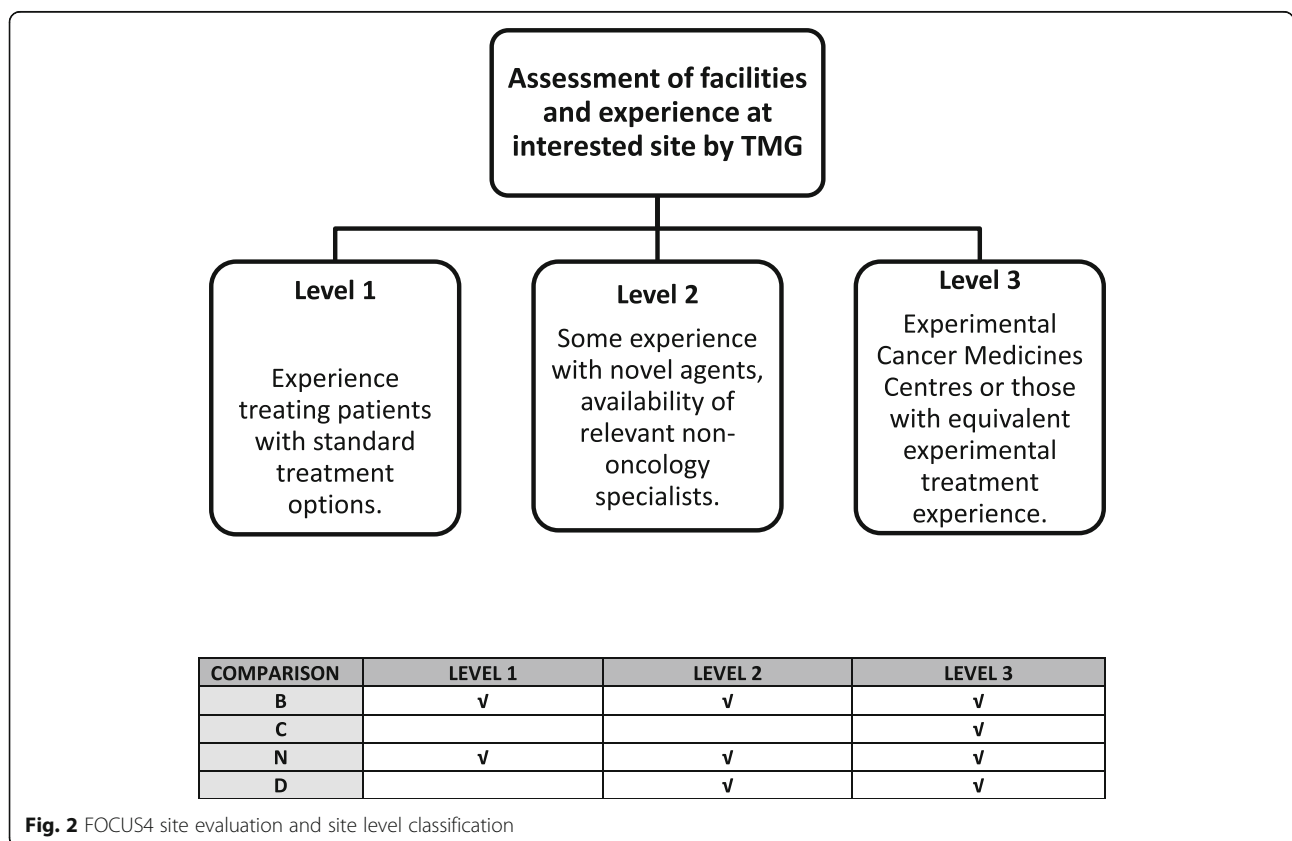 Assessment of facilities
and experience at
interested site by TMG
Level 1
Experience
treating patients
with standard
treatment
options.
Level 2
Some experience
with novel agents,
availability of
relevant non-
oncology
specialists.
Level 3
Experimental
Cancer Medicines
Centres or those
with equivalent
experimental
treatment
experience.
COMPARISON LEVEL 1 LEVEL 2 LEVEL 3
B √ √ √
C √
N √ √ √
D √ √
Fig. 2 FOCUS4 site evaluation and site level classification